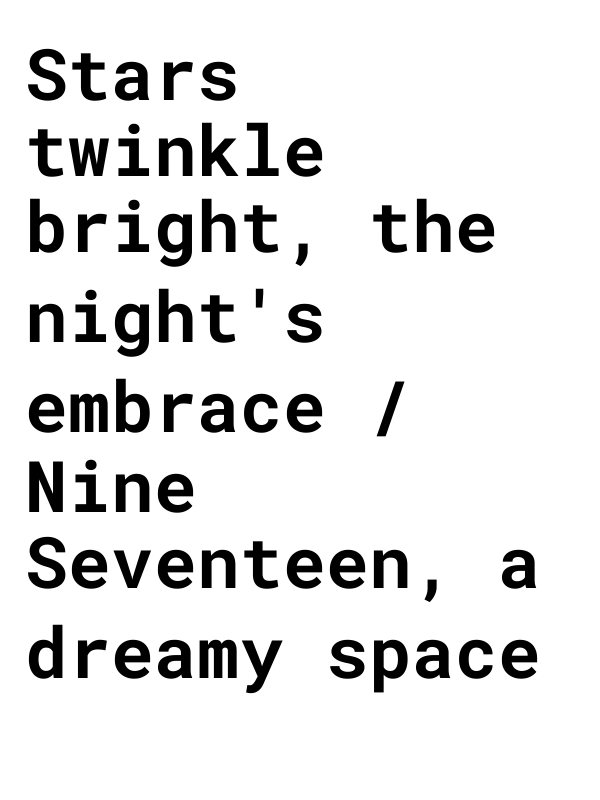 Stars
twinkle
bright, the
night's
embrace /
Nine
Seventeen, a
dreamy space